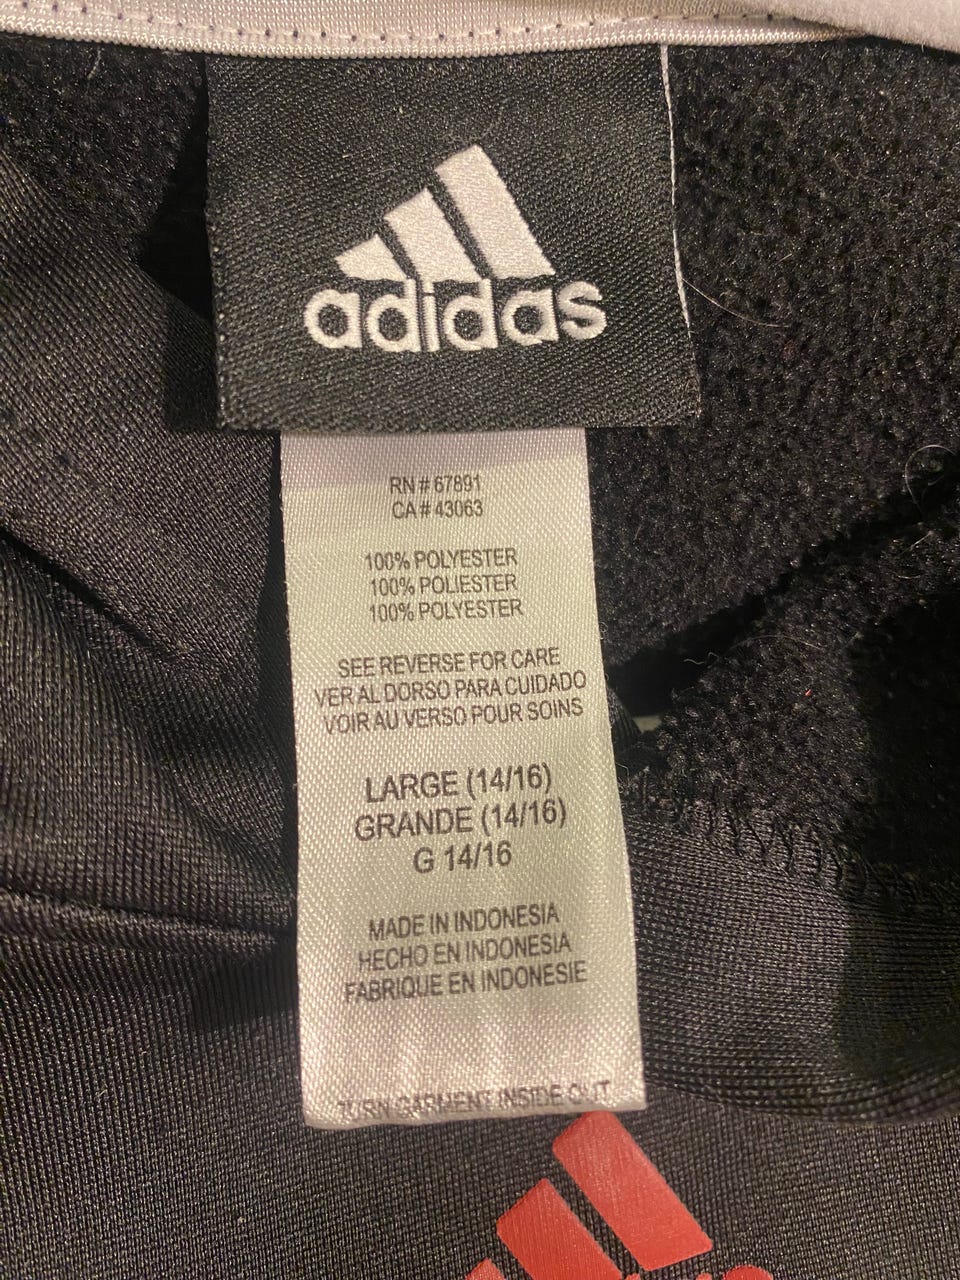 adidas
RN # 67891
CA # 43063
100% POLYESTER
100% POLIESTER
100% POLYESTER
SEE REVERSE FOR CARE
VER AL DORSO PARA CUIDADO
VOIR AU VERSO POUR SOINS
LARGE (14/16)
GRANDE (14/16)
G 14/16
MADE IN INDONESIA
HECHO EN INDONESIA
FABRIQUE EN INDONESIE
TURN GARMENT INSIDE OUT